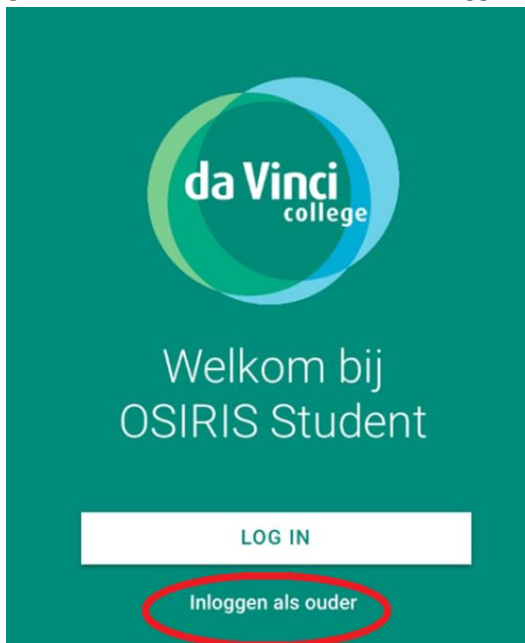 da Vinci
college
Welkom bij
OSIRIS Student
LOG IN
Inloggen als ouder